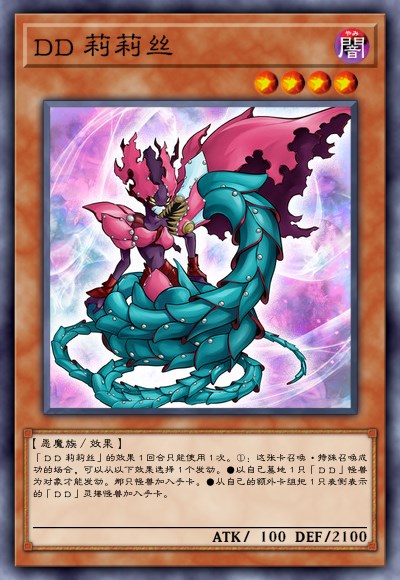 DD 莉莉丝
やみ
闇
【恶魔族／效果】
「DD 莉莉丝」的效果1回合只能使用1次。①：这张卡召唤·特殊召唤成
功的场合，可以从以下效果选择1个发动。●以自己墓地1只「DD」怪兽
为对象才能发动。那只怪兽加入手卡。●从自己的额外卡组把1只表侧表示
的「DD」灵摆怪兽加入手卡。
ATK/ 100 DEF/2100